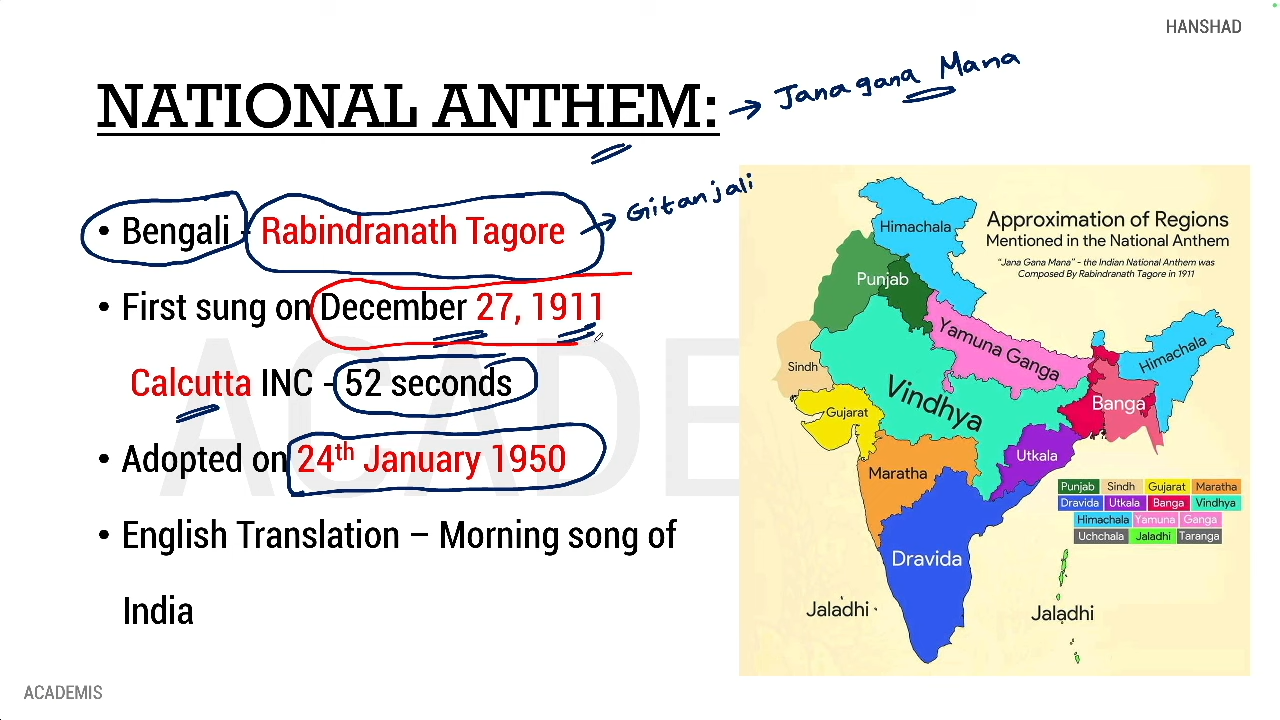 HANSHAD
NATIONAL ANTHEM: → Jana gana Mana
• Bengali - Rabindranath Tagore → Gitanjali
• First sung on December 27, 1911
Calcutta INC - 52 seconds
• Adopted on 24th January 1950
• English Translation – Morning song of
India
ACADEMIS
Approximation of Regions
Mentioned in the National Anthem
"Jana Gana Mana" - the Indian National Anthem was
Composed By Rabindranath Tagore in 1911
Himachala
Punjab
Yamuna Ganga
Himachala
Sindh
Vindhya
Banga
Gujarat
Utkala
Maratha
Dravida
Jaladhi
Jaladhi
Punjab Sindh Gujarat Maratha
Dravida Utkala Banga Vindhya
Himachala Yamuna Ganga
Uchchala Jaladhi Taranga
ACADE